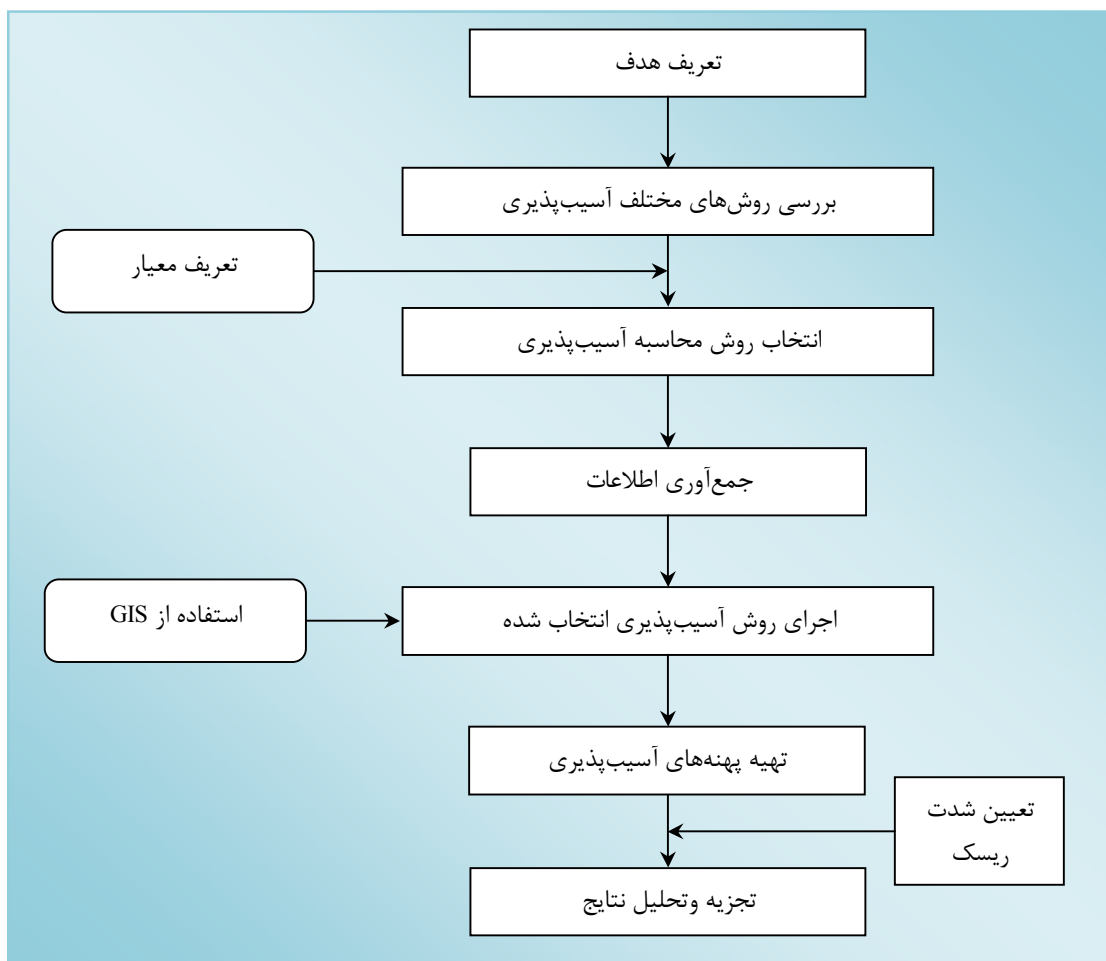 تعریف هدف
بررسی روش‌های مختلف آسیب‌پذیری
تعریف معیار
انتخاب روش محاسبه آسیب‌پذیری
جمع‌آوری اطلاعات
استفاده از GIS
اجرای روش آسیب‌پذیری انتخاب شده
تهیه پهنه‌های آسیب‌پذیری
تعیین شدت
ریسک
تجزیه وتحلیل نتایج